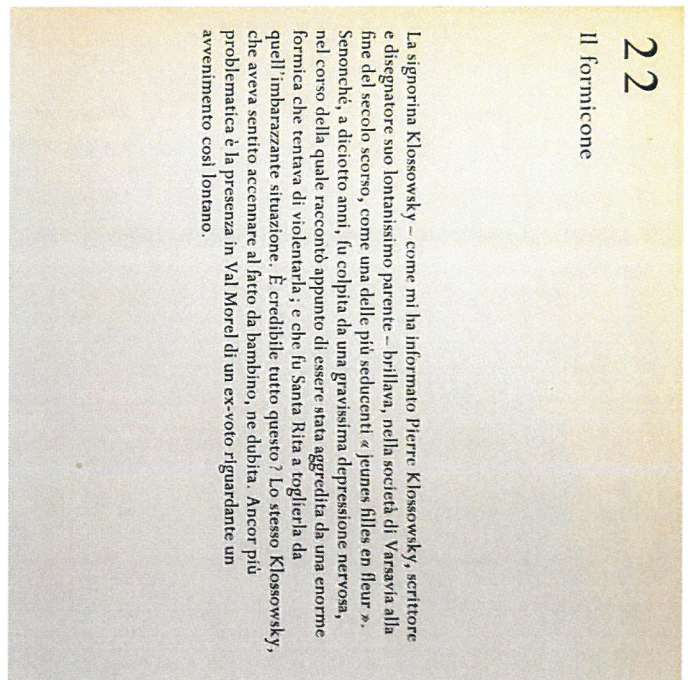 22
Il formicone
La signorina Klossowsky – come mi ha informato Pierre Klossowsky, scrittore
e disegnatore suo lontanissimo parente – brillava, nella società di Varsavia alla
fine del secolo scorso, come una delle più seducenti « jeunes filles en fleur ».
Senonché, a diciotto anni, fu colpita da una gravissima depressione nervosa,
nel corso della quale raccontò appunto di essere stata aggredita da una enorme
formica che tentava di violentarla ; e che fu Santa Rita a toglierla da
quell'imbarazzante situazione. È credibile tutto questo ? Lo stesso Klossowsky,
che aveva sentito accennare al fatto da bambino, ne dubita. Ancor più
problematica è la presenza in Val Morel di un ex-voto riguardante un
avvenimento così lontano.